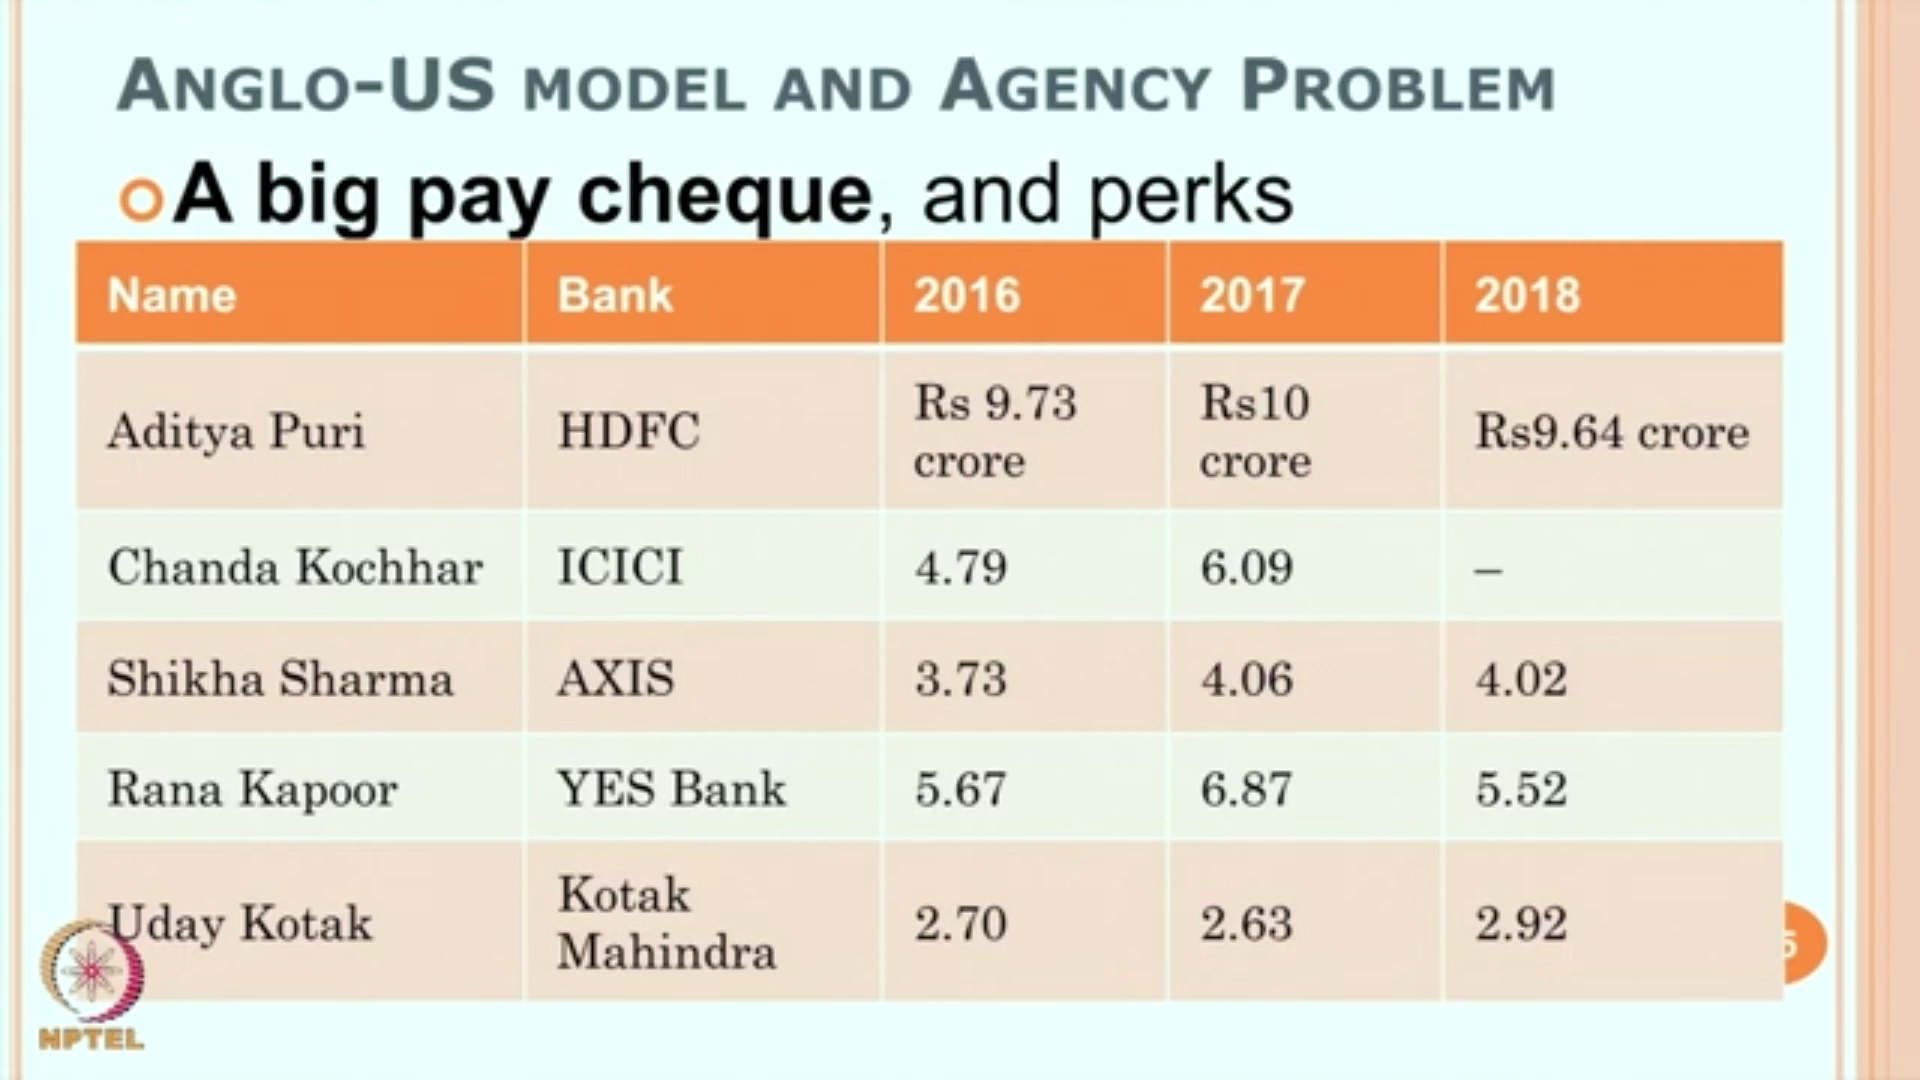 ANGLO-US MODEL AND AGENCY PROBLEM
A big pay cheque, and perks
Name Bank 2016 2017 2018
Aditya Puri HDFC Rs 9.73 crore Rs10 crore Rs9.64 crore
Chanda Kochhar ICICI 4.79 6.09 –
Shikha Sharma AXIS 3.73 4.06 4.02
Rana Kapoor YES Bank 5.67 6.87 5.52
Uday Kotak Kotak Mahindra 2.70 2.63 2.92
NPTEL